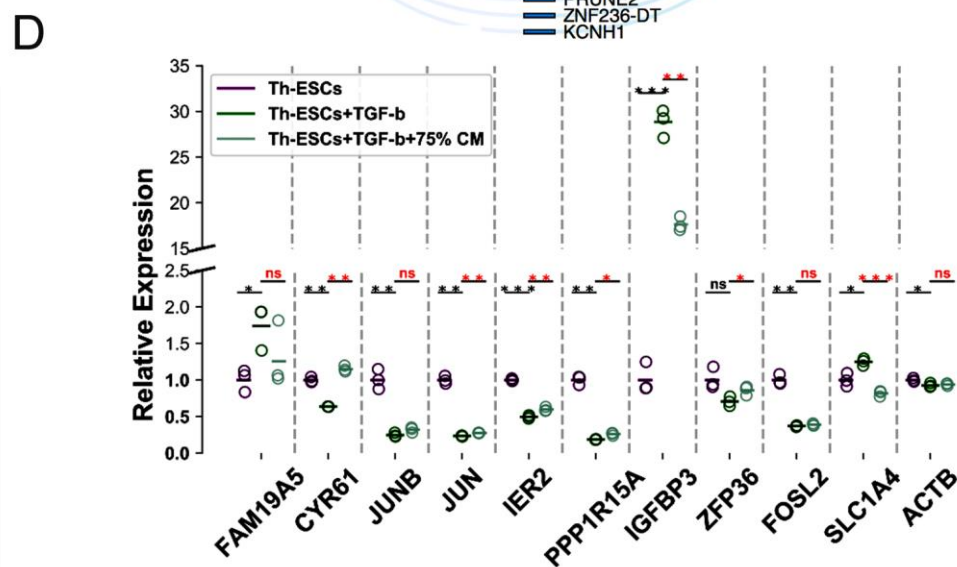 D
PRUNE2
ZNF236-DT
KCNH1
Relative Expression
35
30
25
20
15
2.5
2.0
1.5
1.0
0.5
0.0
Th-ESCs
Th-ESCs+TGF-b
Th-ESCs+TGF-b+75% CM
*** **
* ns ** ** ** ns ** ** *** ** ** * ns * ** ns * *** * ns
FAM19A5 CYR61 JUNB JUN IER2 PPP1R15A IGFBP3 ZFP36 FOSL2 SLC1A4 ACTB